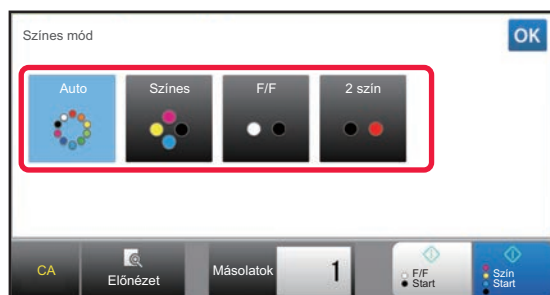 Színes mód
OK
Auto
Színes
F/F
2 szín
CA
Előnézet
Másolatok
1
F/F
Start
Szín
Start